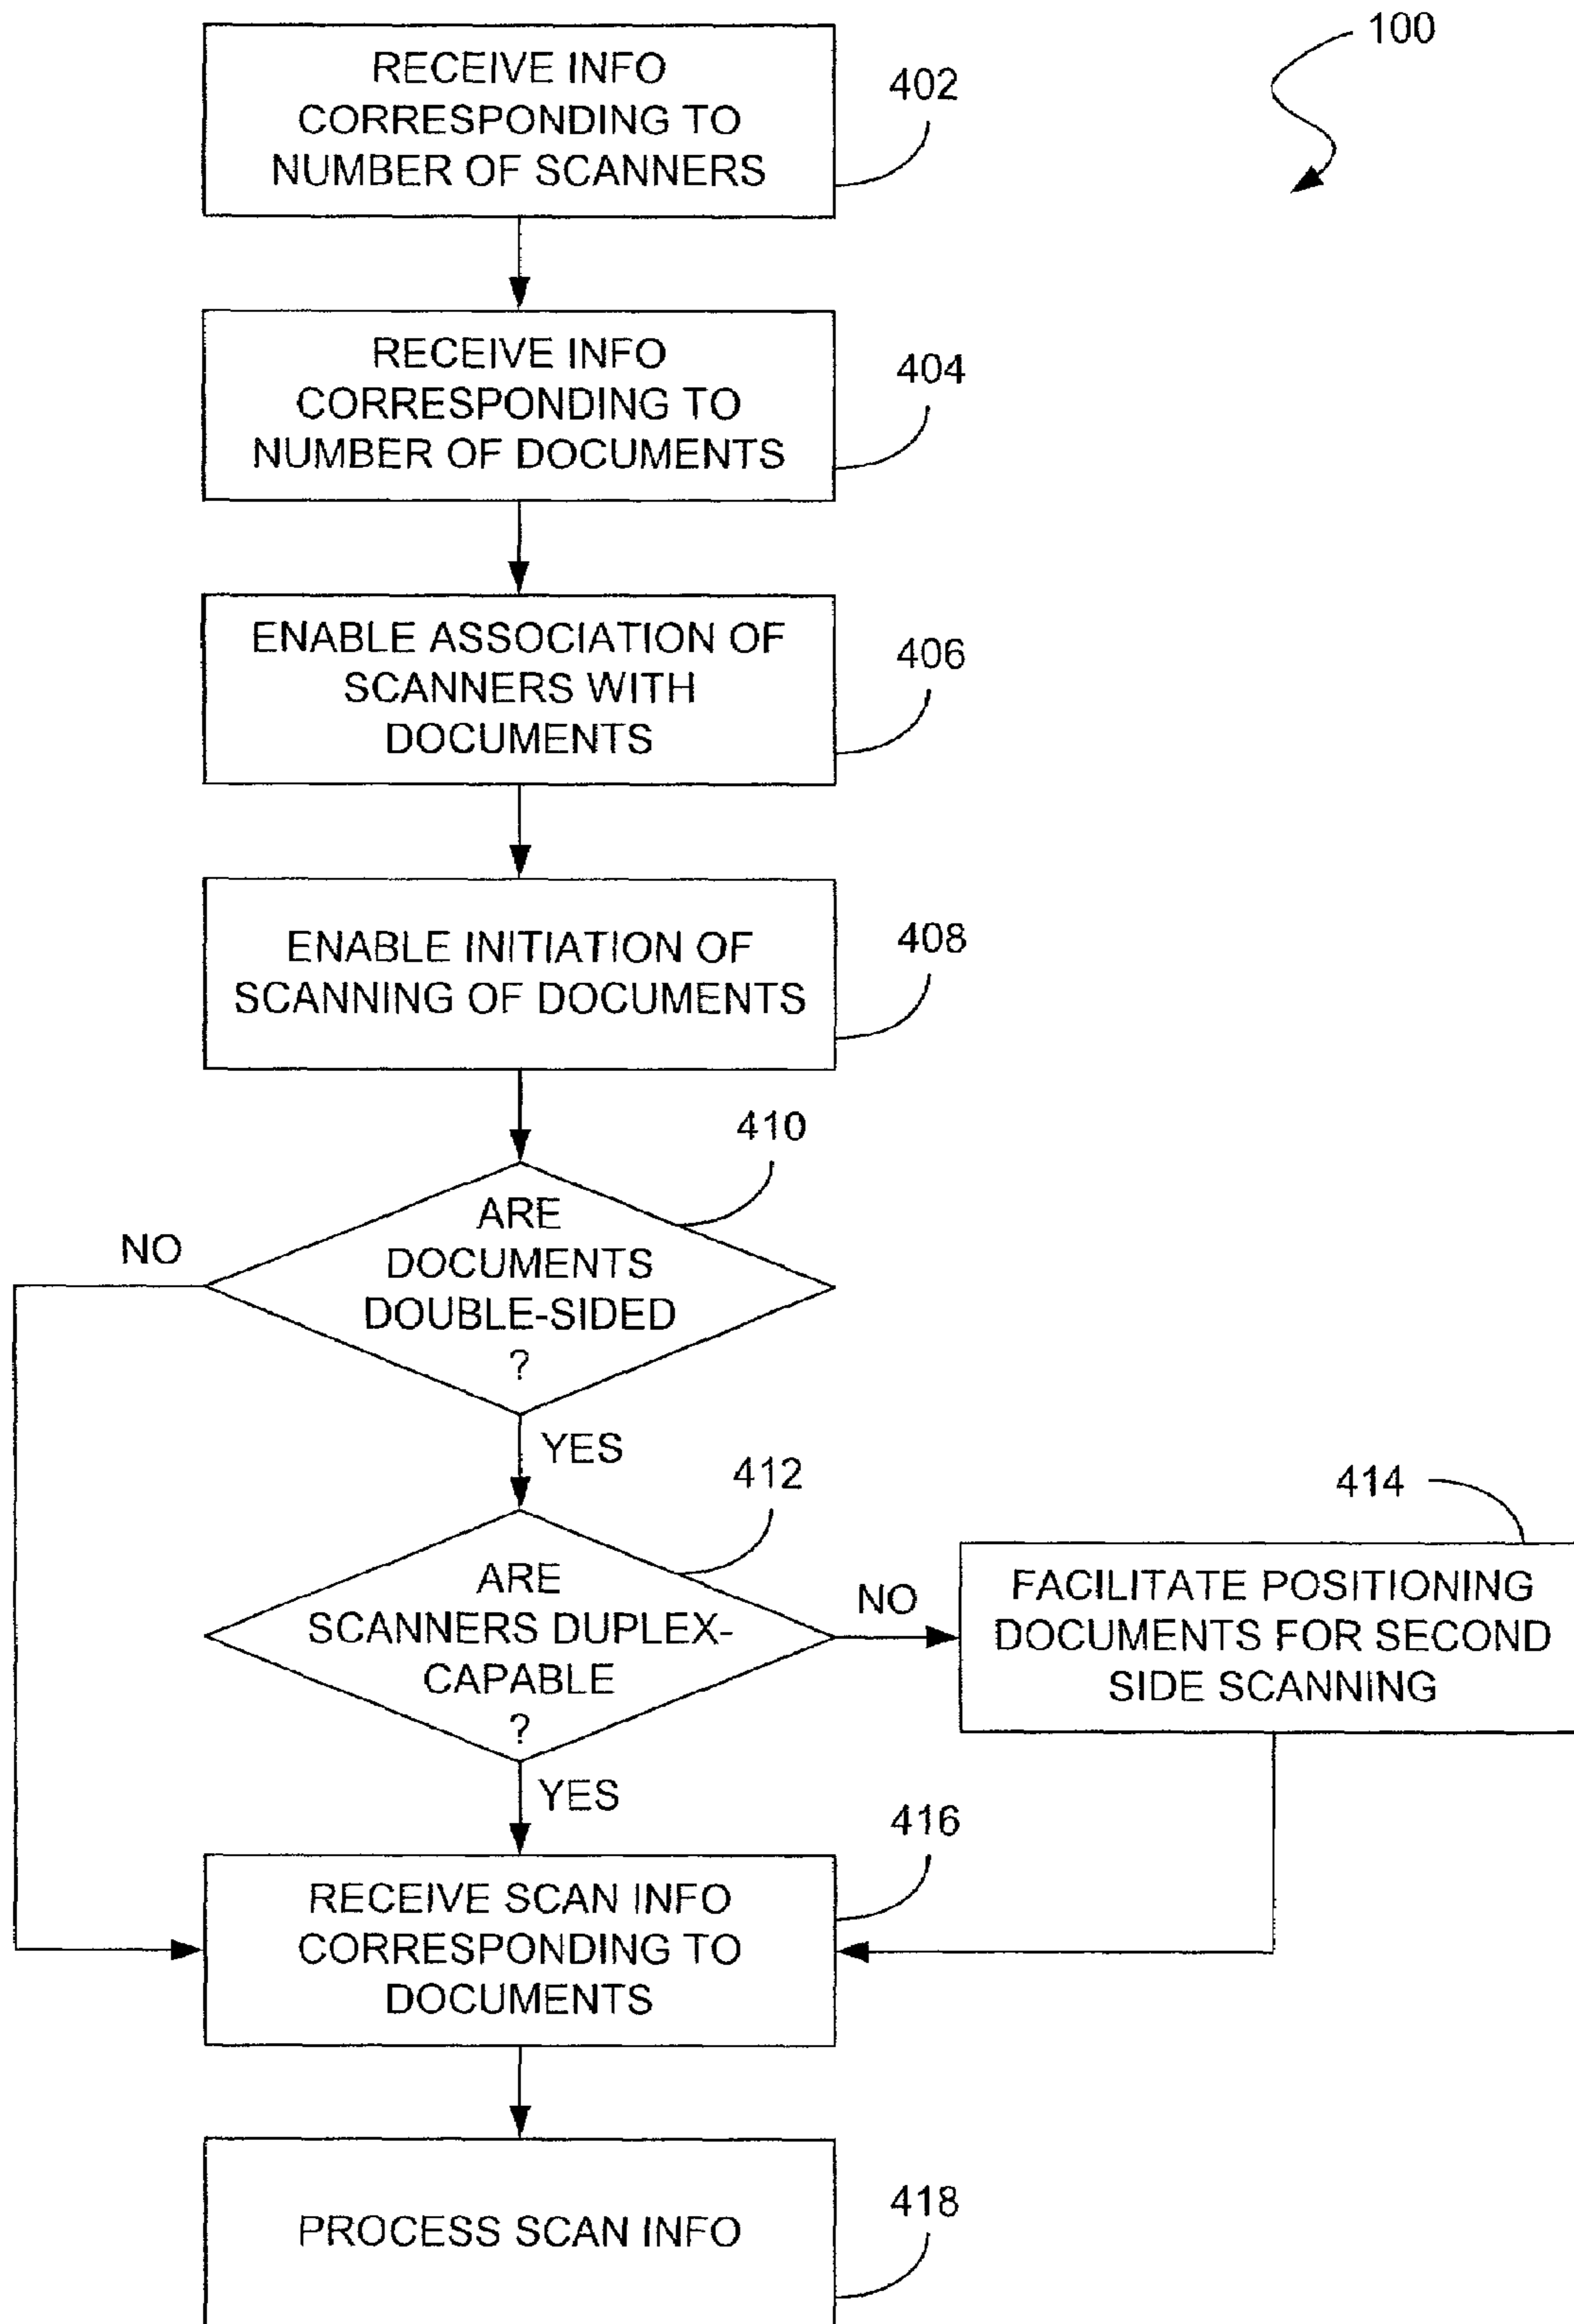 100
RECEIVE INFO
CORRESPONDING TO
NUMBER OF SCANNERS
402
RECEIVE INFO
CORRESPONDING TO
NUMBER OF DOCUMENTS
404
ENABLE ASSOCIATION OF
SCANNERS WITH
DOCUMENTS
406
ENABLE INITIATION OF
SCANNING OF DOCUMENTS
408
410
ARE
DOCUMENTS
DOUBLE-SIDED
?
NO
YES
412
ARE
SCANNERS DUPLEX-
CAPABLE
?
NO
414
FACILITATE POSITIONING
DOCUMENTS FOR SECOND
SIDE SCANNING
YES
416
RECEIVE SCAN INFO
CORRESPONDING TO
DOCUMENTS
PROCESS SCAN INFO
418